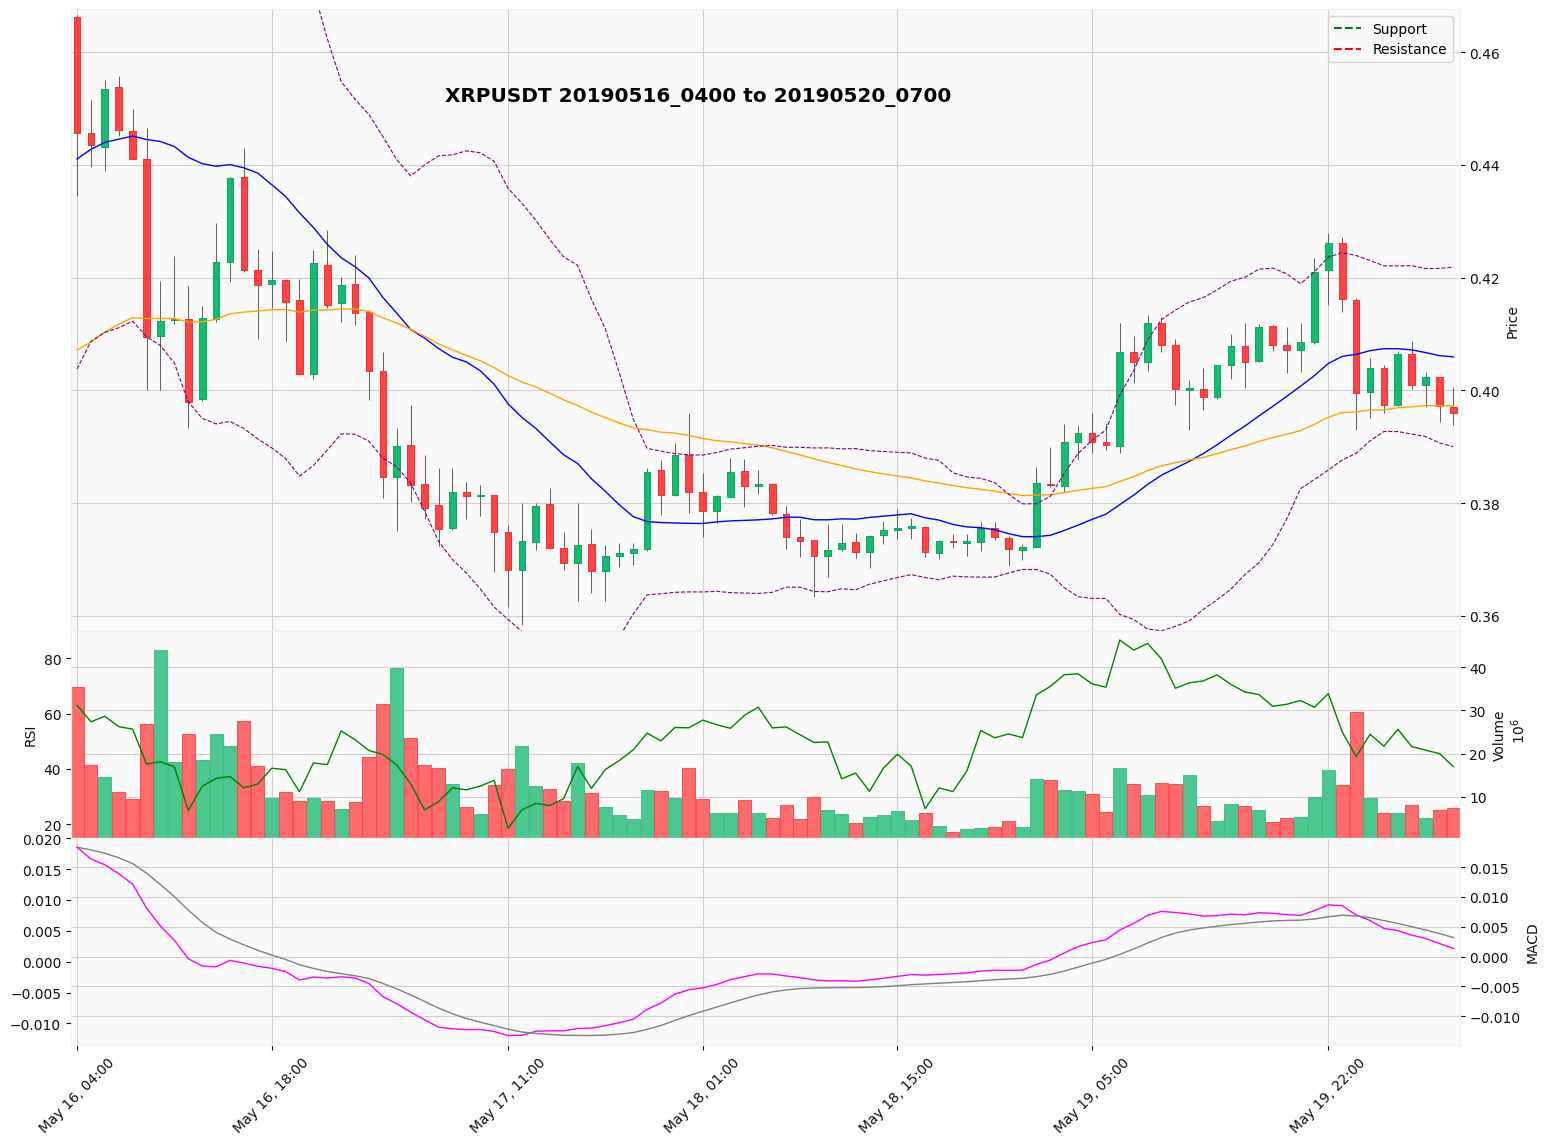 Support
Resistance
XRPUSDT 20190516_0400 to 20190520_0700
0.46
0.44
0.42
0.40
0.38
0.36
Price
80
60
40
20
RSI
40
30
20
10
Volume
10^6
0.020
0.015
0.010
0.005
0.000
−0.005
−0.010
0.015
0.010
0.005
0.000
−0.005
−0.010
MACD
May 16, 04:00
May 16, 18:00
May 17, 11:00
May 18, 01:00
May 18, 15:00
May 19, 05:00
May 19, 22:00